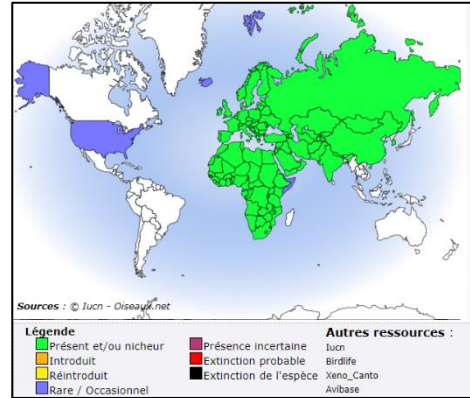 Sources : © Iucn - Oiseaux.net
Légende
Présent et/ou nicheur
Introduit
Réintroduit
Rare / Occasionnel
Présence incertaine
Extinction probable
Extinction de l'espèce
Autres ressources :
Iucn
Birdlife
Xeno_Canto
Avibase